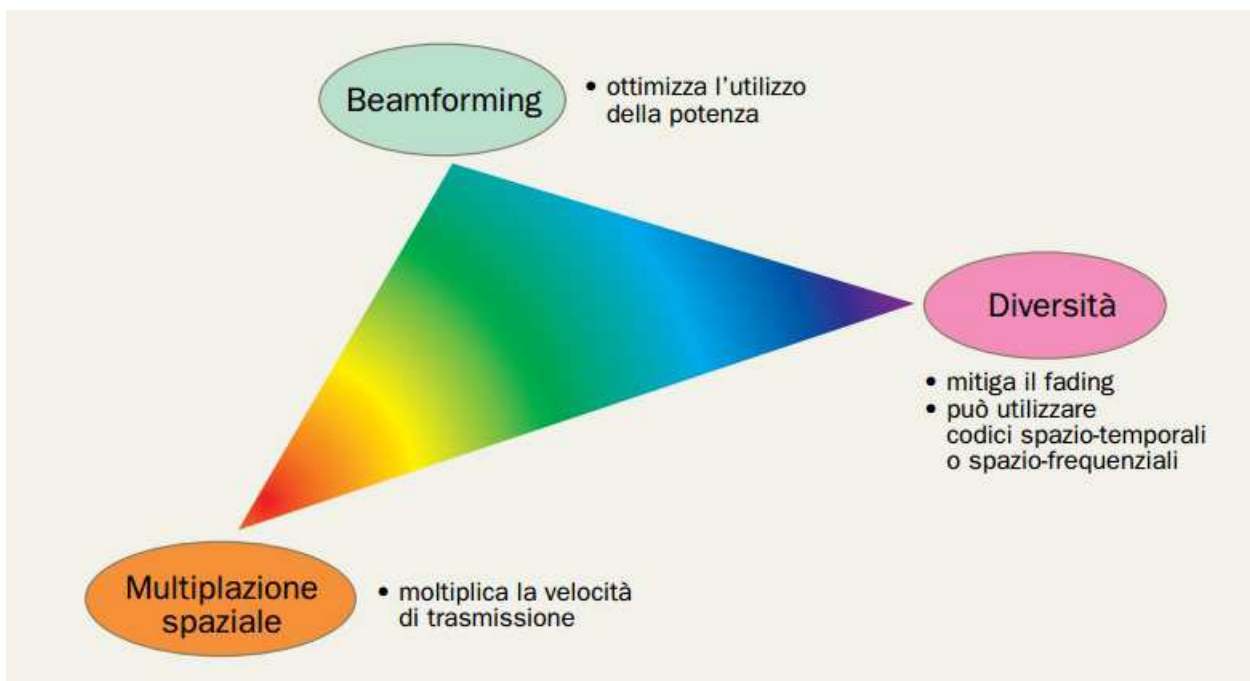 Beamforming
• ottimizza l'utilizzo
della potenza
Diversità
• mitiga il fading
• può utilizzare
codici spazio-temporali
o spazio-frequenziali
Multiplazione
spaziale
• moltiplica la velocità
di trasmissione